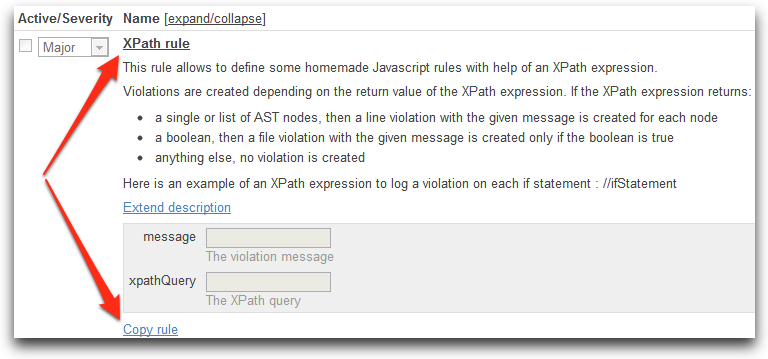 Active/Severity Name [expand/collapse]
Major XPath rule
This rule allows to define some homemade Javascript rules with help of an XPath expression.
Violations are created depending on the return value of the XPath expression. If the XPath expression returns:
• a single or list of AST nodes, then a line violation with the given message is created for each node
• a boolean, then a file violation with the given message is created only if the boolean is true
• anything else, no violation is created
Here is an example of an XPath expression to log a violation on each if statement : //ifStatement
Extend description
message
The violation message
xpathQuery
The XPath query
Copy rule